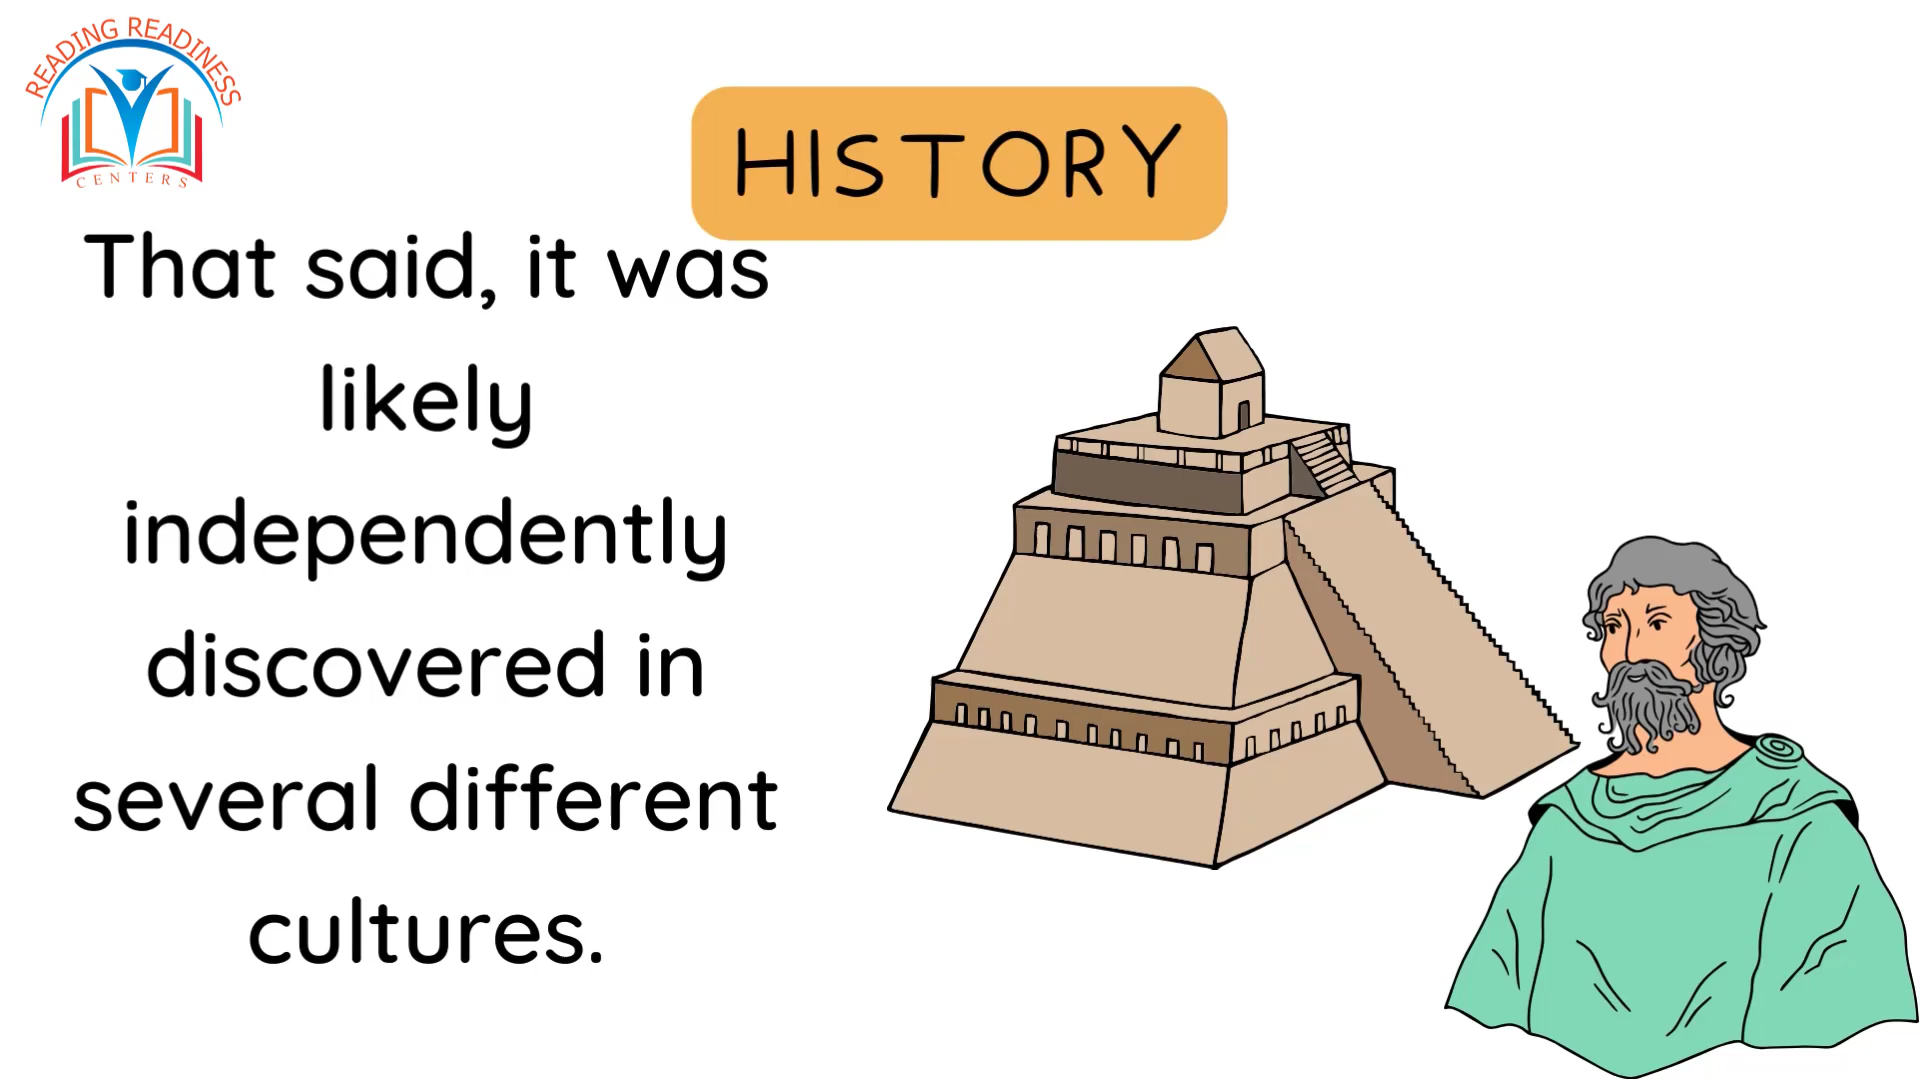 READING READINESS
CENTERS
HISTORY
That said, it was
likely
independently
discovered in
several different
cultures.